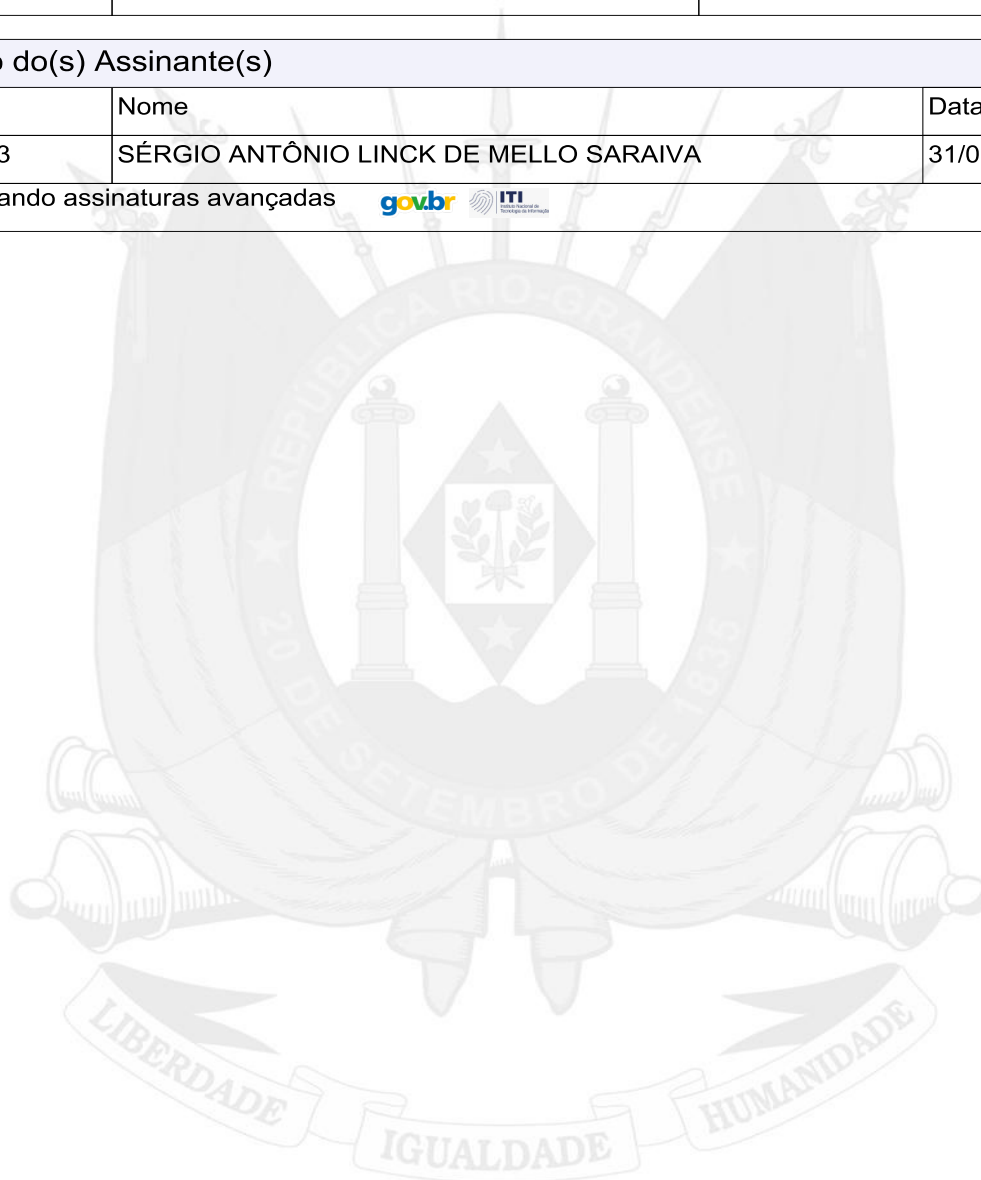 o do(s) Assinante(s)
Nome Data
3 SÉRGIO ANTÔNIO LINCK DE MELLO SARAIVA 31/0
ando assinaturas avançadas gov.br ITI
REPÚBLICA RIO-GRANDENSE
20 DE SETEMBRO DE 1835
LIBERDADE IGUALDADE HUMANIDADE